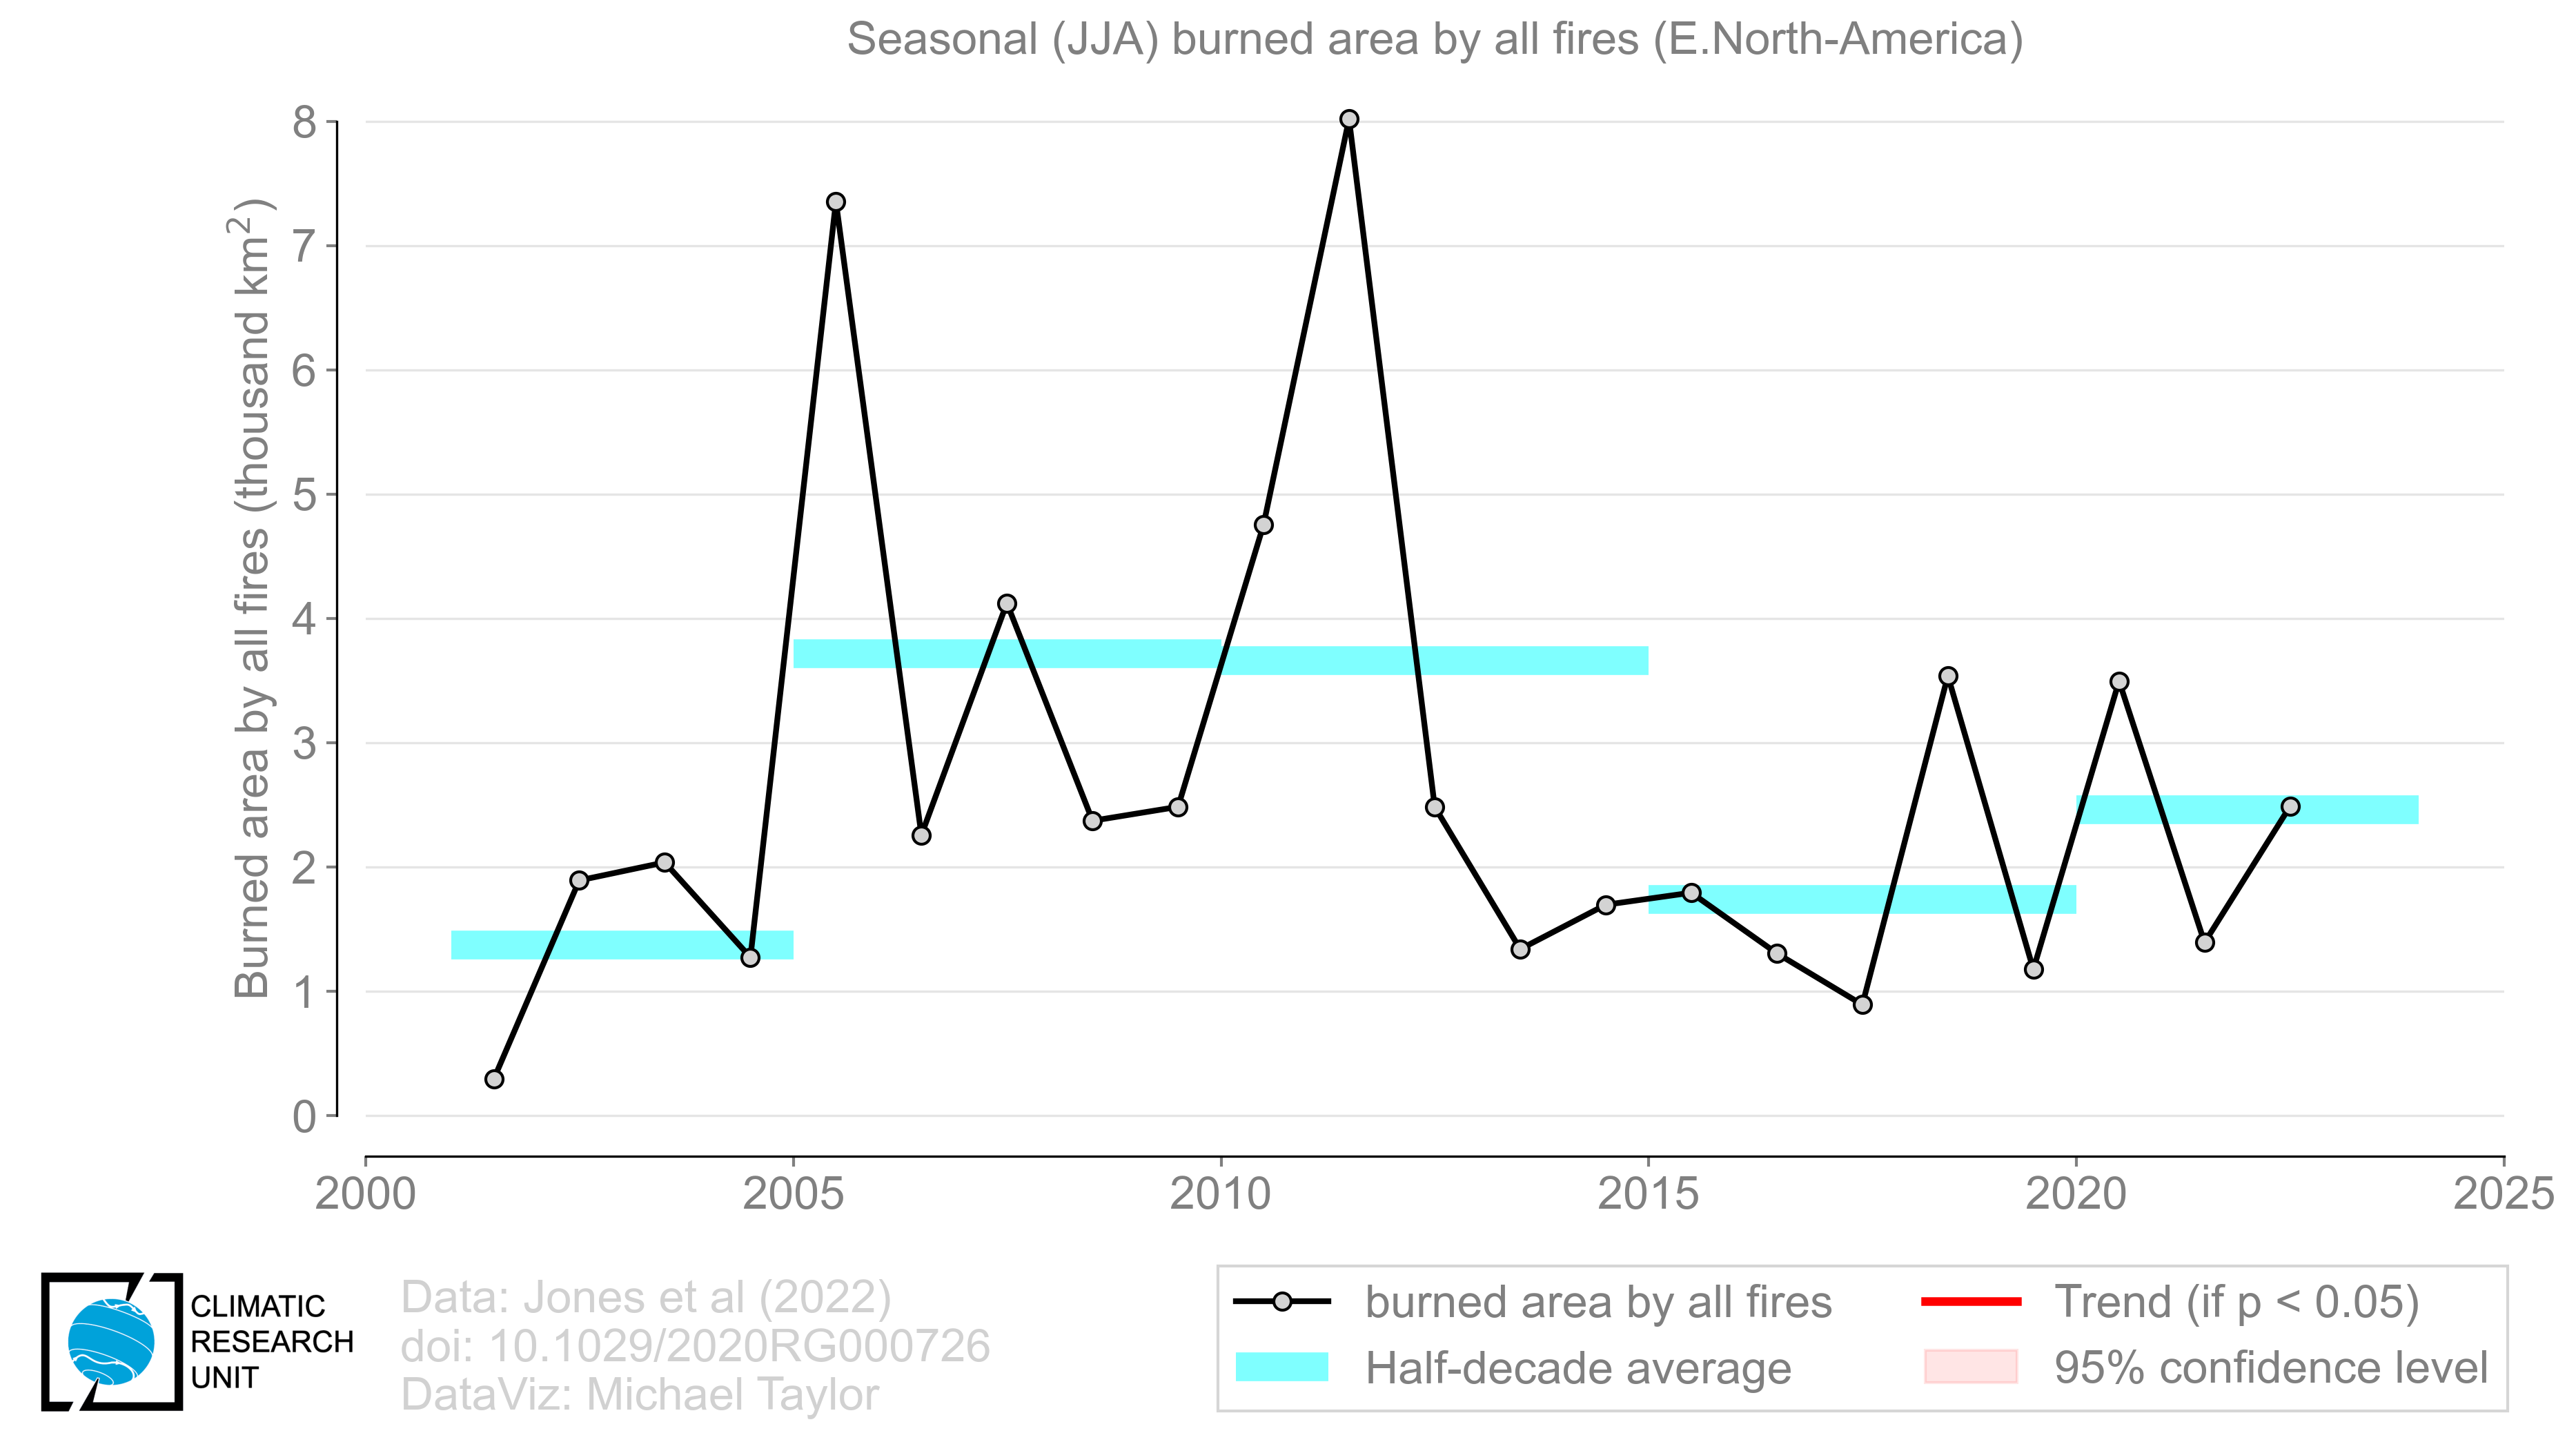 Seasonal (JJA) burned area by all fires (E.North-America)
Burned area by all fires (thousand km²)
8
7
6
5
4
3
2
1
0
2000 2005 2010 2015 2020 2025
CLIMATIC
RESEARCH
UNIT
Data: Jones et al (2022)
doi: 10.1029/2020RG000726
DataViz: Michael Taylor
burned area by all fires
Half-decade average
Trend (if p < 0.05)
95% confidence level